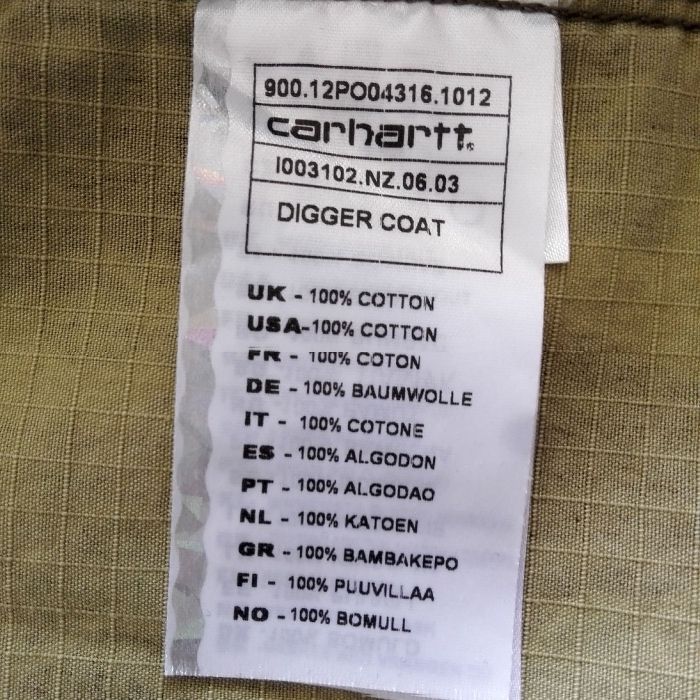 900.12PO04316.1012
carhartt.
I003102.NZ.06.03
DIGGER COAT
UK - 100% COTTON
USA-100% COTTON
FR - 100% COTON
DE - 100% BAUMWOLLE
IT - 100% COTONE
ES - 100% ALGODON
PT - 100% ALGODAO
NL - 100% KATOEN
GR - 100% BAMBAKEPO
FI - 100% PUUVILLAA
NO - 100% BOMULL